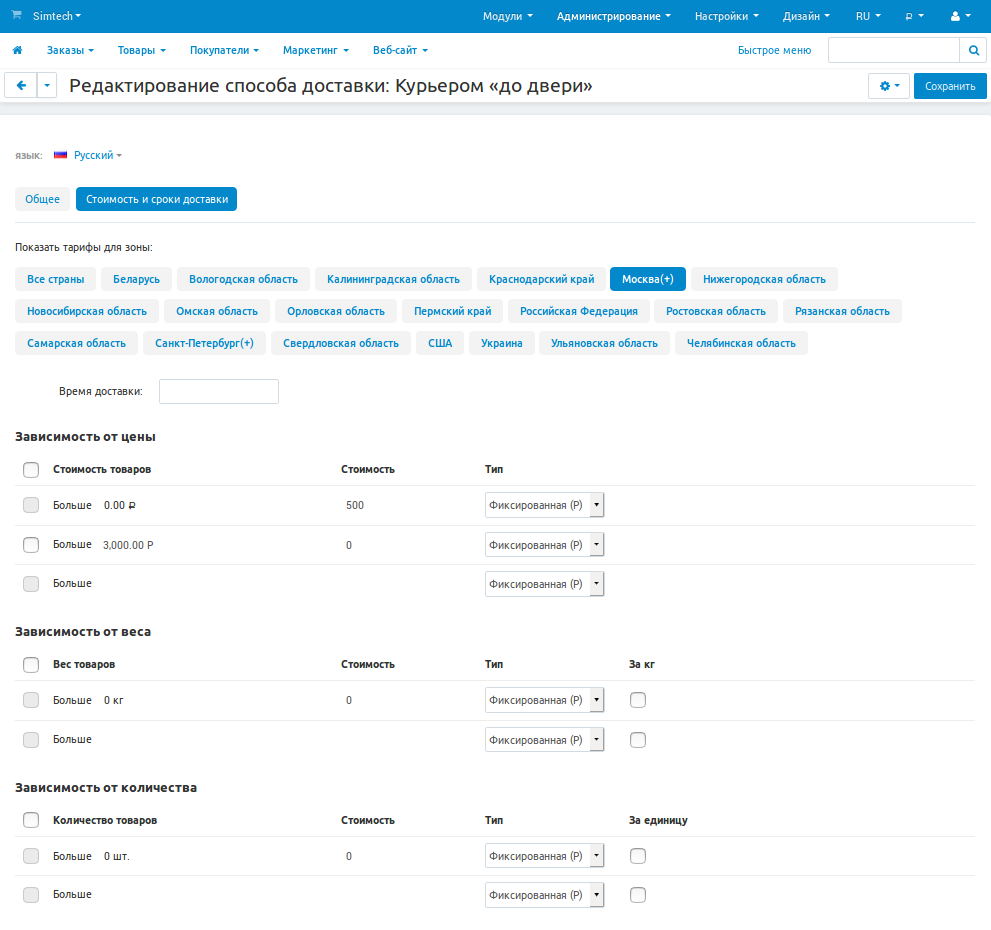 Simtech Модули Администрирование Настройки Дизайн RU ₽
Заказы Товары Покупатели Маркетинг Веб-сайт Быстрое меню
Редактирование способа доставки: Курьером «до двери» Сохранить
язык: Русский
Общее Стоимость и сроки доставки
Показать тарифы для зоны:
Все страны Беларусь Вологодская область Калининградская область Краснодарский край Москва(+) Нижегородская область
Новосибирская область Омская область Орловская область Пермский край Российская Федерация Ростовская область Рязанская область
Самарская область Санкт-Петербург(+) Свердловская область США Украина Ульяновская область Челябинская область
Время доставки:
Зависимость от цены
Стоимость товаров Стоимость Тип
Больше 0.00 ₽ 500 Фиксированная (Р)
Больше 3,000.00 Р 0 Фиксированная (Р)
Больше Фиксированная (Р)
Зависимость от веса
Вес товаров Стоимость Тип За кг
Больше 0 кг 0 Фиксированная (Р)
Больше Фиксированная (Р)
Зависимость от количества
Количество товаров Стоимость Тип За единицу
Больше 0 шт. 0 Фиксированная (Р)
Больше Фиксированная (Р)